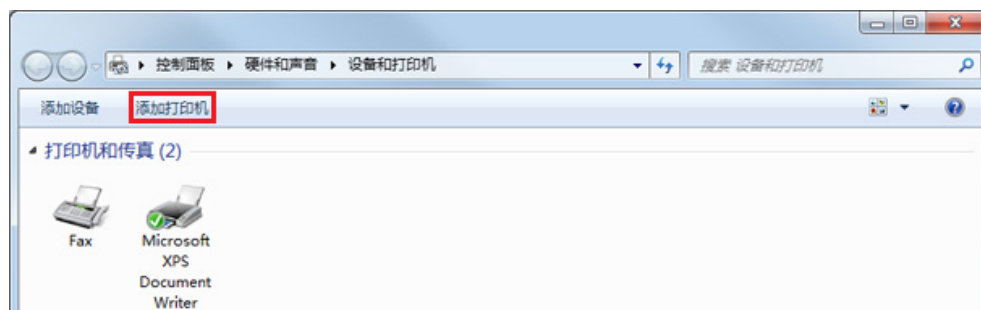 控制面板 ▸ 硬件和声音 ▸ 设备和打印机
搜索 设备和打印机
添加设备 添加打印机
打印机和传真 (2)
Fax
Microsoft
XPS
Document
Writer